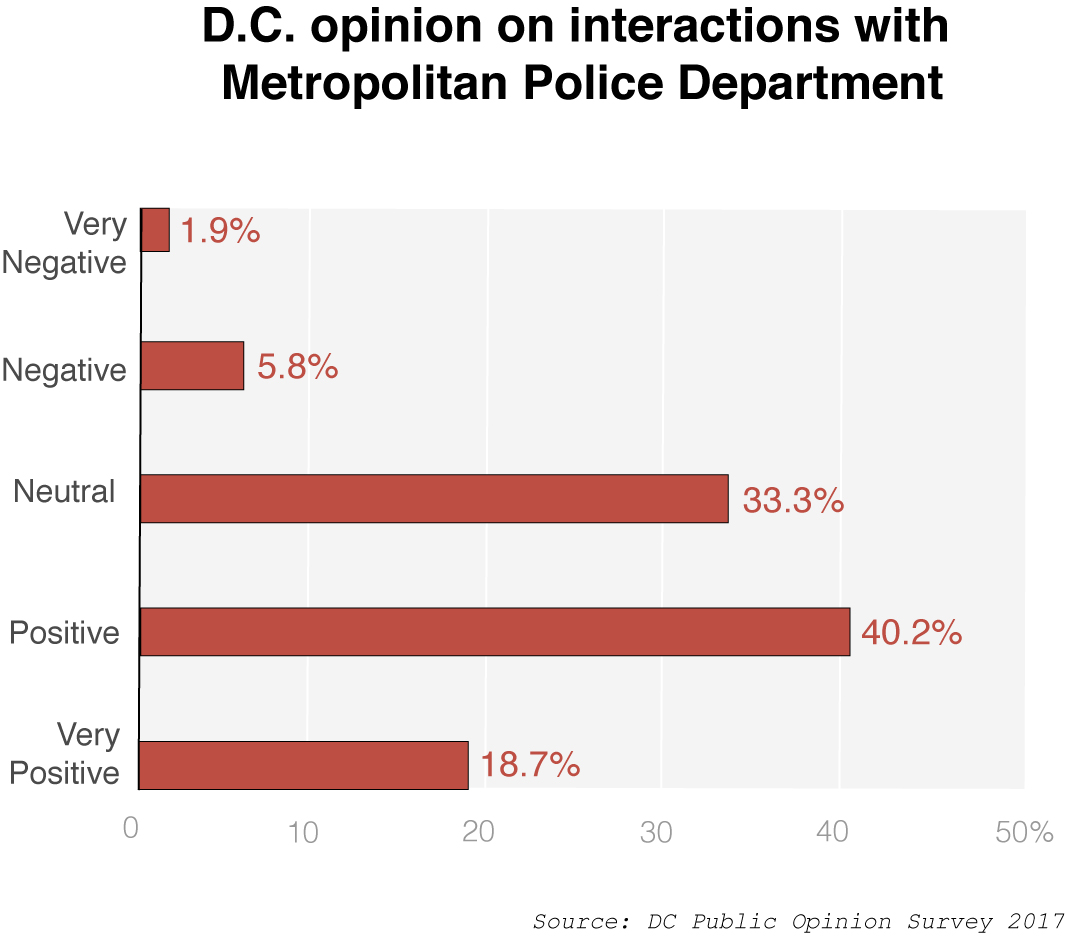 D.C. opinion on interactions with
Metropolitan Police Department
Very
Negative
1.9%
Negative
5.8%
Neutral
33.3%
Positive
40.2%
Very
Positive
18.7%
0
10
20
30
40
50%
Source: DC Public Opinion Survey 2017